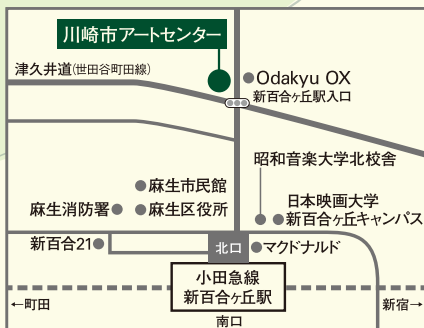 川崎市アートセンター
津久井道(世田谷町田線)
Odakyu OX
新百合ヶ丘駅入口
昭和音楽大学北校舎
麻生市民館
麻生消防署
麻生区役所
日本映画大学
新百合ヶ丘キャンパス
新百合21
北口
マクドナルド
小田急線
新百合ヶ丘駅
←町田
新宿→
南口